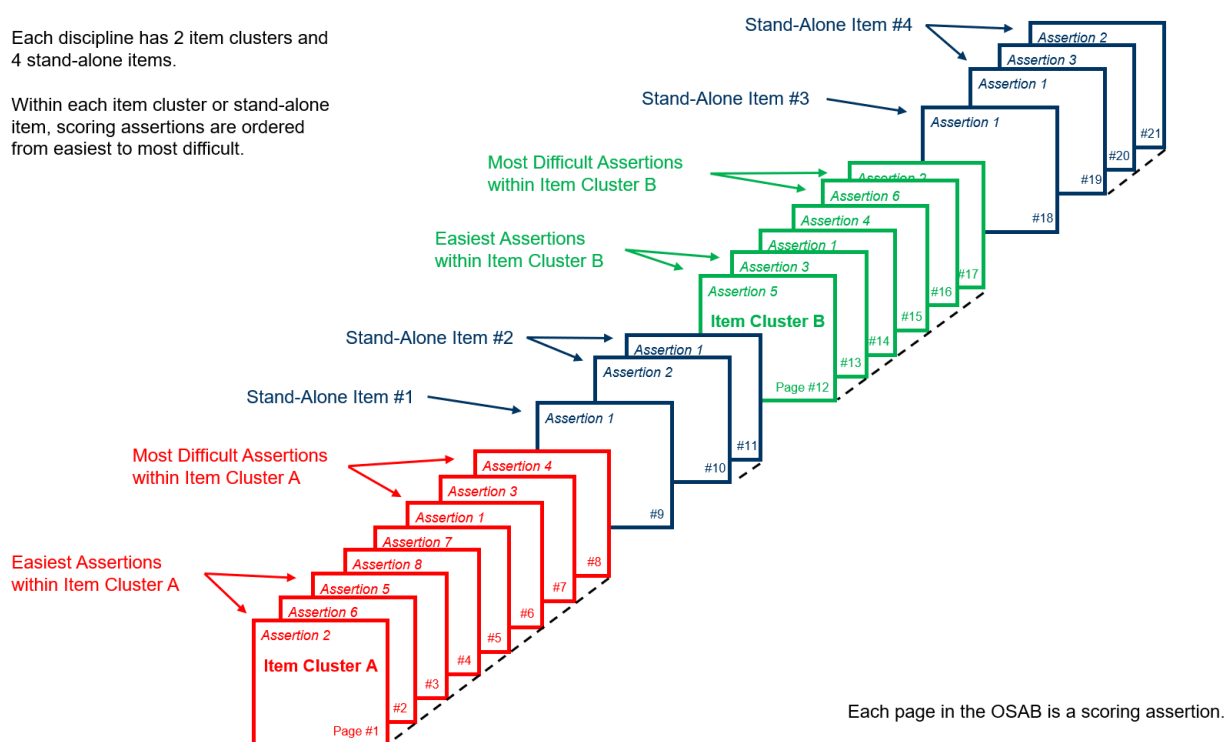 Each discipline has 2 item clusters and
4 stand-alone items.
Within each item cluster or stand-alone
item, scoring assertions are ordered
from easiest to most difficult.
Stand-Alone Item #4
Assertion 2
#21
Assertion 3
#20
Assertion 1
#19
Stand-Alone Item #3
Assertion 1
#18
Most Difficult Assertions
within Item Cluster B
Assertion 2
#17
Assertion 6
#16
Assertion 4
#15
Easiest Assertions
within Item Cluster B
Assertion 1
#14
Assertion 3
#13
Assertion 5
Item Cluster B
Page #12
Stand-Alone Item #2
Assertion 1
#11
Assertion 2
#10
Stand-Alone Item #1
Assertion 1
#9
Most Difficult Assertions
within Item Cluster A
Assertion 4
#8
Assertion 3
#7
Assertion 1
#6
Assertion 7
#5
Easiest Assertions
within Item Cluster A
Assertion 8
#4
Assertion 5
#3
Assertion 6
#2
Assertion 2
Item Cluster A
Page #1
Each page in the OSAB is a scoring assertion.